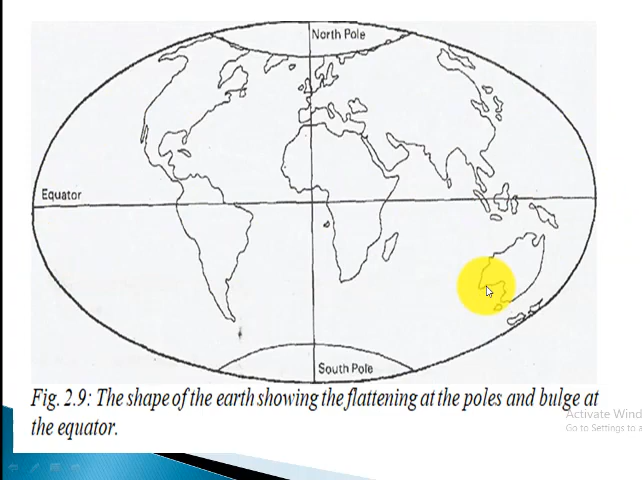 North Pole
Equator
South Pole
Fig. 2.9: The shape of the earth showing the flattening at the poles and bulge at
the equator.
Activate Wind
Go to Settings to a